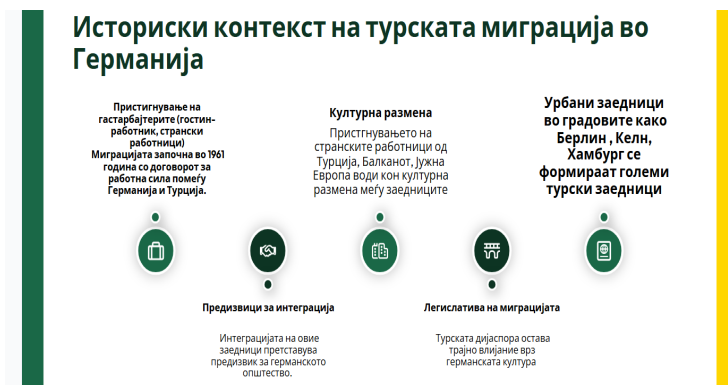 Историски контекст на турската миграција во
Германија
Пристигнување на
гастарбајтерите (гостин-
работник, странски
работници)
Миграцијата започна во 1961
година со договорот за
работна сила помеѓу
Германија и Турција.
Културна размена
Пристгнувањето на
странските работници од
Турција, Балканот, Јужна
Европа води кон културна
размена меѓу заедниците
Урбани заедници
во градовите како
Берлин , Келн,
Хамбург се
формираат големи
турски заедници
Предизвици за интеграција
Интеграцијата на овие
заедници претставува
предизвик за германското
општество.
Легислатива на миграцијата
Турската дијаспора остава
трајно влијание врз
германската култура